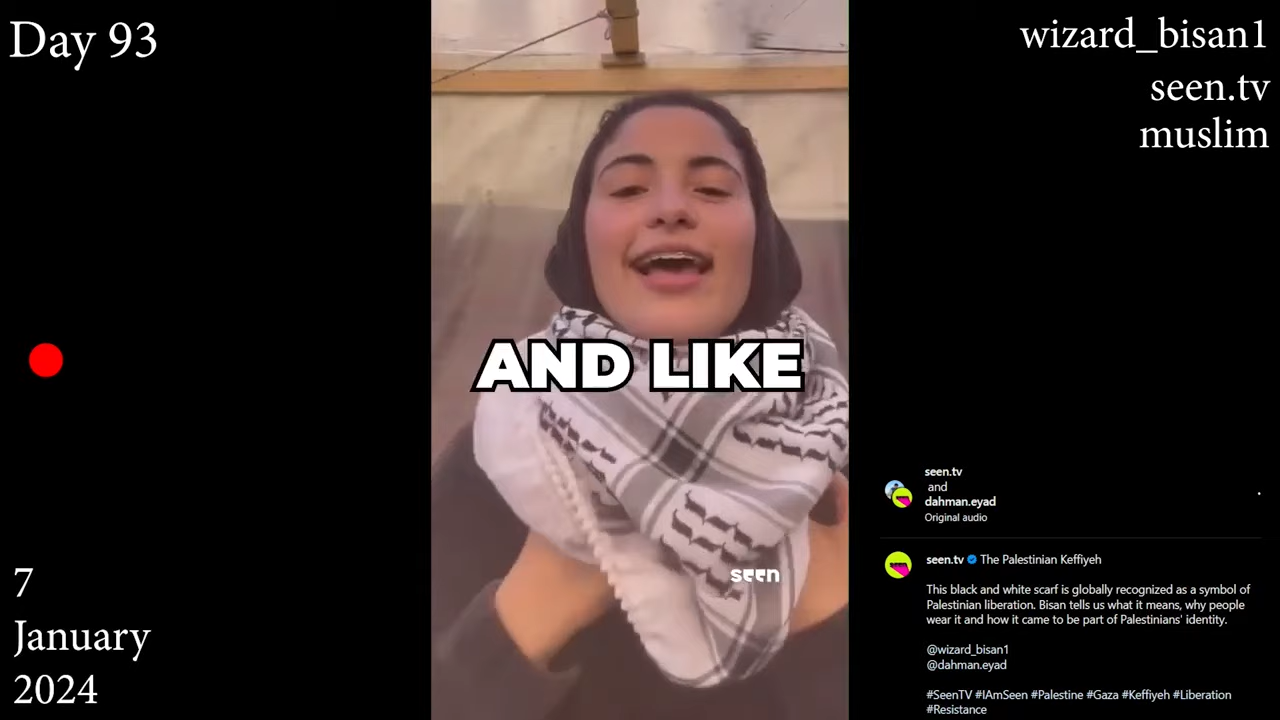 Day 93
wizard_bisan1
seen.tv
muslim
AND LIKE
seen
7
January
2024
seen.tv
and
dahman.eyad
Original audio
seen.tv The Palestinian Keffiyeh
This black and white scarf is globally recognized as a symbol of
Palestinian liberation. Bisan tells us what it means, why people
wear it and how it came to be part of Palestinians' identity.
@wizard_bisan1
@dahman.eyad
#SeenTV #IAmSeen #Palestine #Gaza #Keffiyeh #Liberation
#Resistance